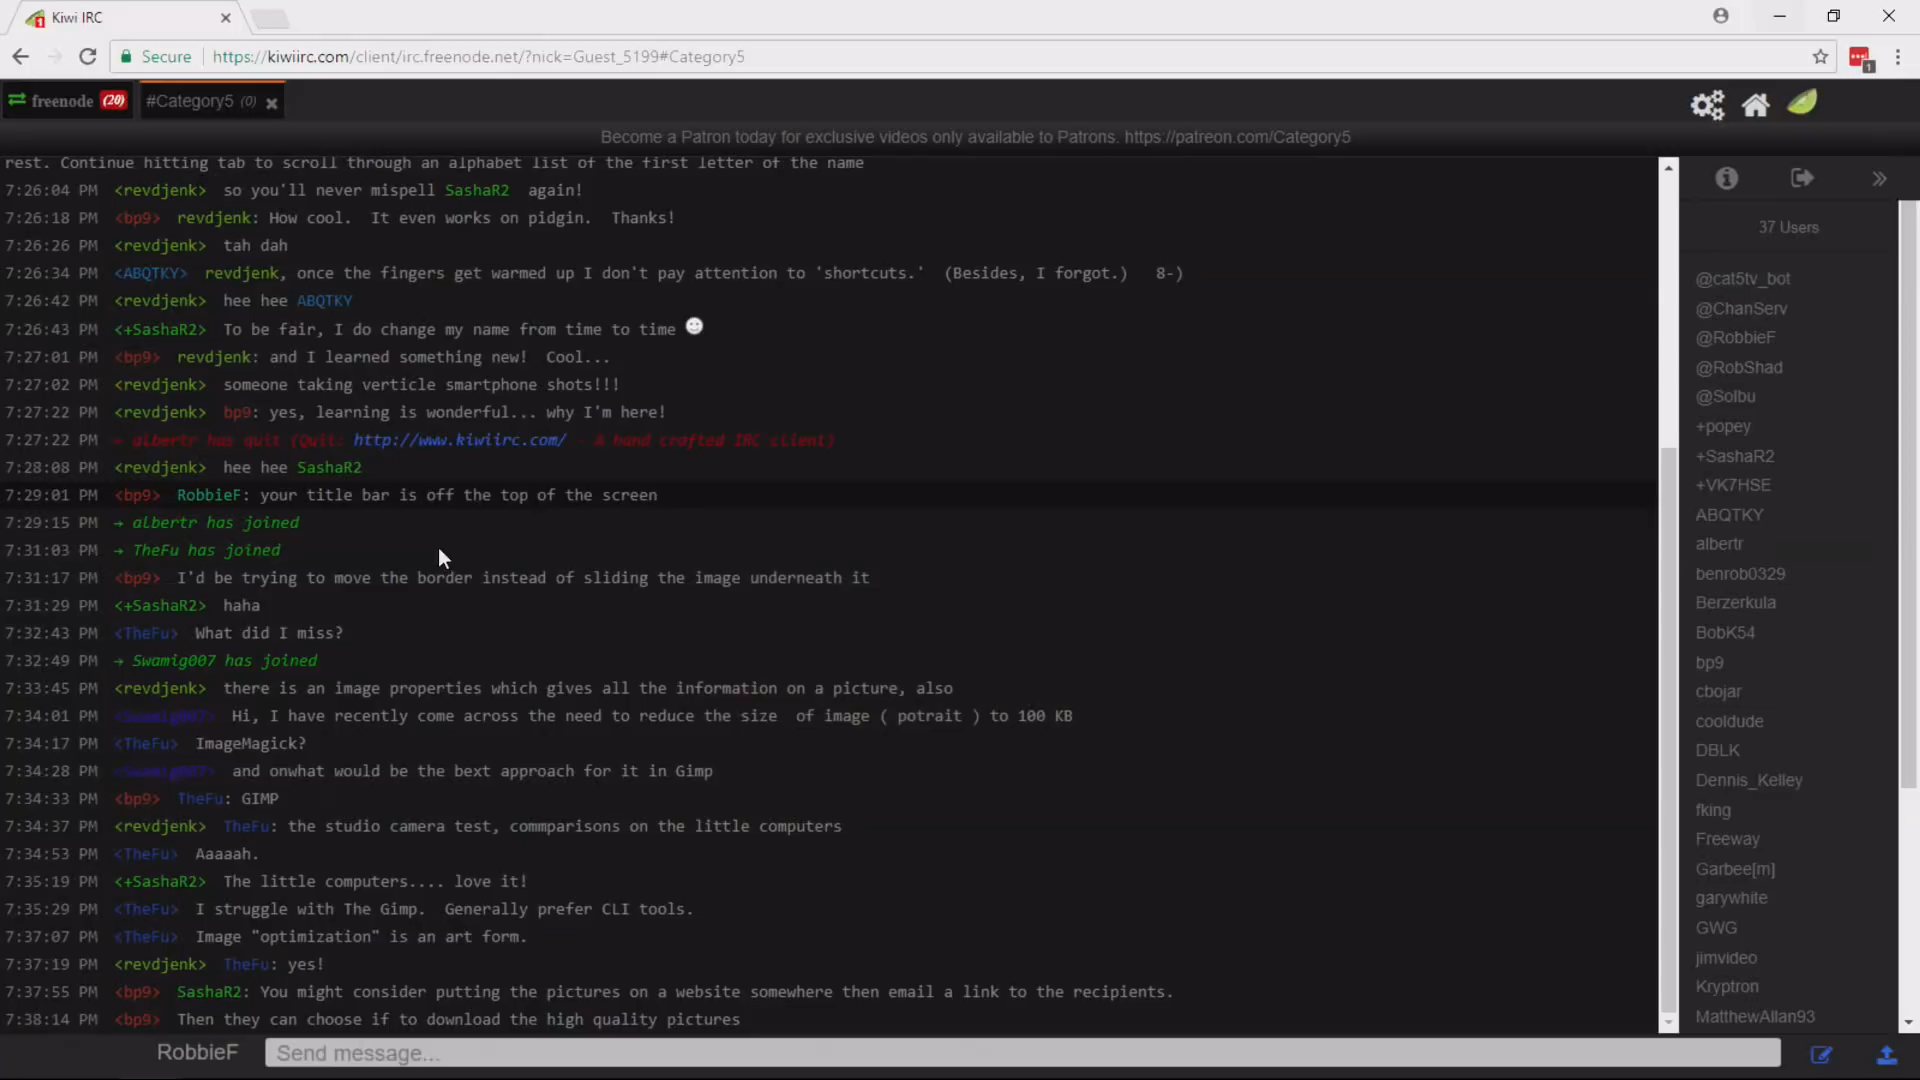 Kiwi IRC
Secure
https://kiwiirc.com/client/irc.freenode.net/?nick=Guest_5199#Category5
1
freenode (20)
#Category5 (0)
Become a Patron today for exclusive videos only available to Patrons. https://patreon.com/Category5
rest. Continue hitting tab to scroll through an alphabet list of the first letter of the name
7:26:04 PM <revdjenk> so you'll never mispell SashaR2 again!
7:26:18 PM <bp9> revdjenk: How cool. It even works on pidgin. Thanks!
7:26:26 PM <revdjenk> tah dah
7:26:34 PM <ABQTKY> revdjenk, once the fingers get warmed up I don't pay attention to 'shortcuts.' (Besides, I forgot.) 8-)
7:26:42 PM <revdjenk> hee hee ABQTKY
7:26:43 PM <+SashaR2> To be fair, I do change my name from time to time
7:27:01 PM <bp9> revdjenk: and I learned something new! Cool...
7:27:02 PM <revdjenk> someone taking verticle smartphone shots!!!
7:27:22 PM <revdjenk> bp9: yes, learning is wonderful... why I'm here!
7:27:22 PM ← albertr has quit (Quit: http://www.kiwiirc.com/ - A hand crafted IRC client)
7:28:08 PM <revdjenk> hee hee SashaR2
7:29:01 PM <bp9> RobbieF: your title bar is off the top of the screen
7:29:15 PM → albertr has joined
7:31:03 PM → TheFu has joined
7:31:17 PM <bp9> I'd be trying to move the border instead of sliding the image underneath it
7:31:29 PM <+SashaR2> haha
7:32:43 PM <TheFu> What did I miss?
7:32:49 PM → Swamig007 has joined
7:33:45 PM <revdjenk> there is an image properties which gives all the information on a picture, also
7:34:01 PM <Swamig007> Hi, I have recently come across the need to reduce the size of image ( potrait ) to 100 KB
7:34:17 PM <TheFu> ImageMagick?
7:34:28 PM <Swamig007> and onwhat would be the bext approach for it in Gimp
7:34:33 PM <bp9> TheFu: GIMP
7:34:37 PM <revdjenk> TheFu: the studio camera test, commparisons on the little computers
7:34:53 PM <TheFu> Aaaaah.
7:35:19 PM <+SashaR2> The little computers.... love it!
7:35:29 PM <TheFu> I struggle with The Gimp. Generally prefer CLI tools.
7:37:07 PM <TheFu> Image "optimization" is an art form.
7:37:19 PM <revdjenk> TheFu: yes!
7:37:55 PM <bp9> SashaR2: You might consider putting the pictures on a website somewhere then email a link to the recipients.
7:38:14 PM <bp9> Then they can choose if to download the high quality pictures
RobbieF
Send message...
37 Users
@cat5tv_bot
@ChanServ
@RobbieF
@RobShad
@Solbu
+popey
+SashaR2
+VK7HSE
ABQTKY
albertr
benrob0329
Berzerkula
BobK54
bp9
cbojar
cooldude
DBLK
Dennis_Kelley
fking
Freeway
Garbee[m]
garywhite
GWG
jimvideo
Kryptron
MatthewAllan93